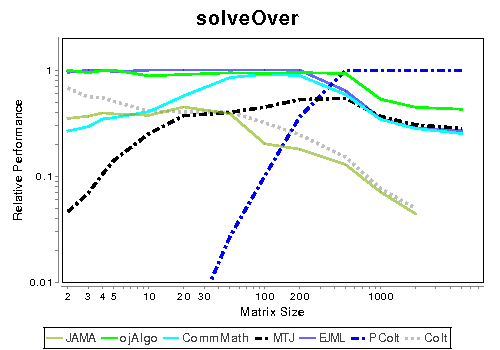 solveOver
Relative Performance
1
0.1
0.01
2 3 4 5 10 20 30 100 200 1000
Matrix Size
JAMA ojAlgo CommMath MTJ EJML PColt Colt